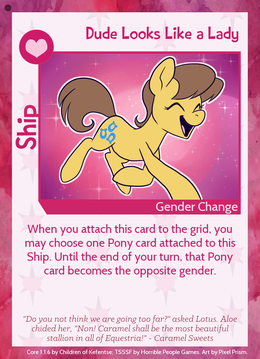 Dude Looks Like a Lady
Ship
Gender Change
When you attach this card to the grid, you
may choose one Pony card attached to this
Ship. Until the end of your turn, that Pony
card becomes the opposite gender.
"Do you not think we are going too far?" asked Lotus. Aloe
chided her, "Non! Caramel shall be the most beautiful
stallion in all of Equestria!" - Caramel Sweets
Core 1.1.6 by Children of Kefentse; TSSSF by Horrible People Games. Art by Pixel Prism.